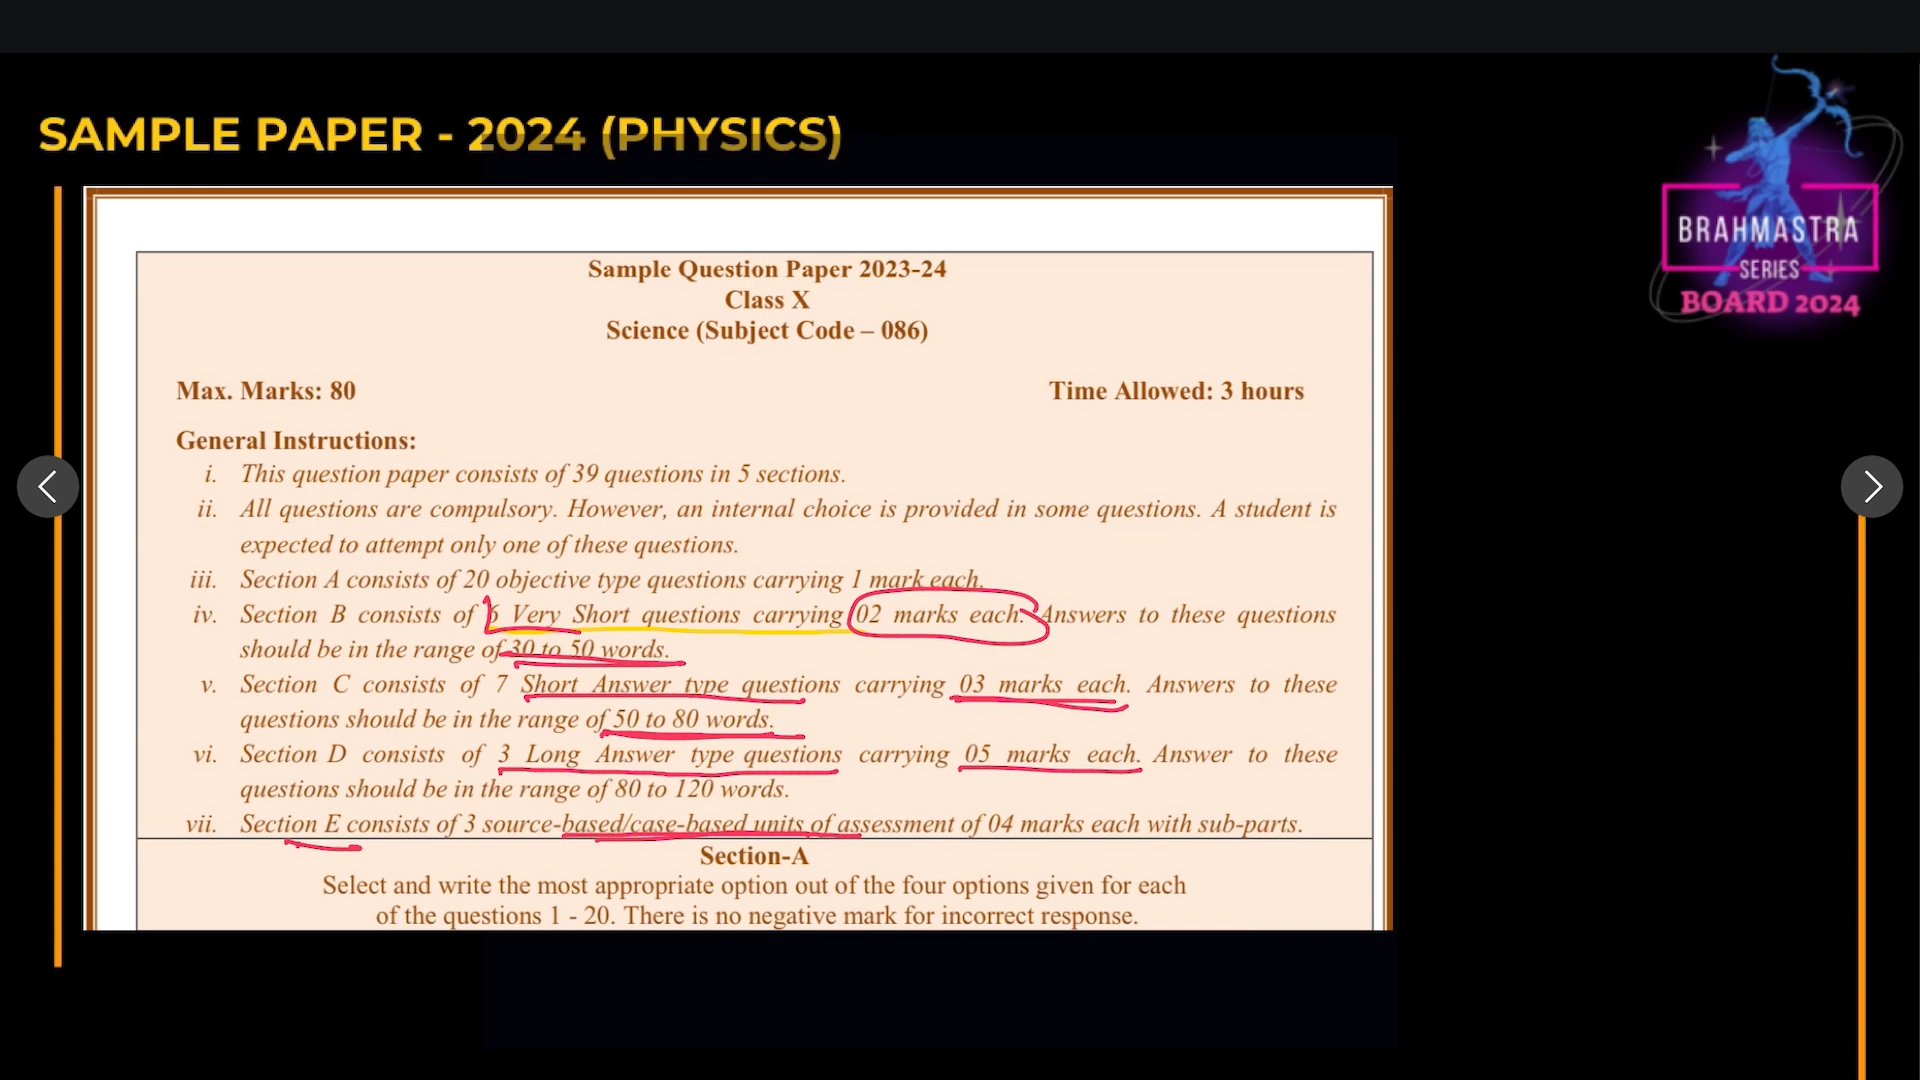 SAMPLE PAPER - 2024 (PHYSICS)
BRAHMASTRA
SERIES
BOARD 2024
Sample Question Paper 2023-24
Class X
Science (Subject Code – 086)
Max. Marks: 80 Time Allowed: 3 hours
General Instructions:
i. This question paper consists of 39 questions in 5 sections.
ii. All questions are compulsory. However, an internal choice is provided in some questions. A student is
expected to attempt only one of these questions.
iii. Section A consists of 20 objective type questions carrying 1 mark each.
iv. Section B consists of 6 Very Short questions carrying 02 marks each. Answers to these questions
should be in the range of 30 to 50 words.
v. Section C consists of 7 Short Answer type questions carrying 03 marks each. Answers to these
questions should be in the range of 50 to 80 words.
vi. Section D consists of 3 Long Answer type questions carrying 05 marks each. Answer to these
questions should be in the range of 80 to 120 words.
vii. Section E consists of 3 source-based/case-based units of assessment of 04 marks each with sub-parts.
Section-A
Select and write the most appropriate option out of the four options given for each
of the questions 1 - 20. There is no negative mark for incorrect response.